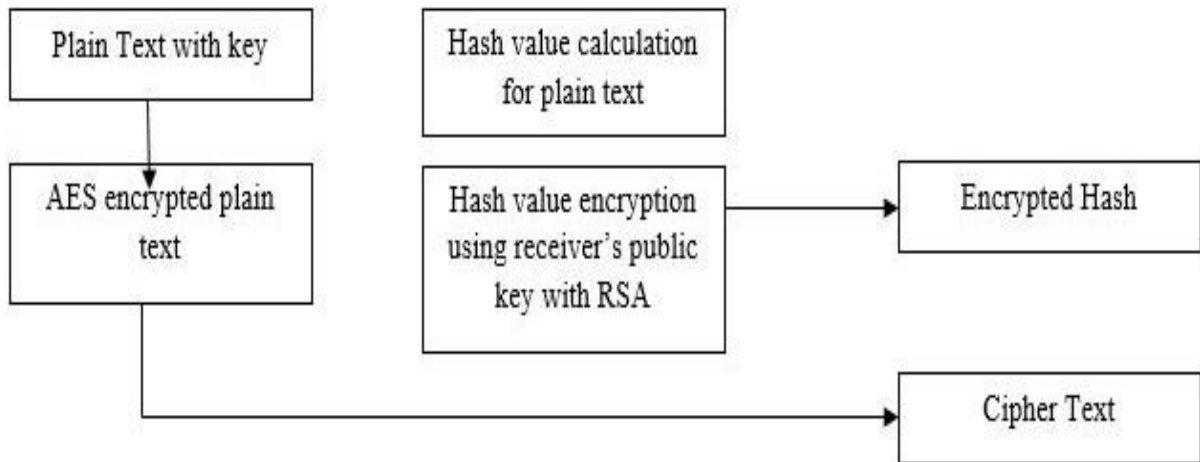 Plain Text with key
Hash value calculation
for plain text
AES encrypted plain
text
Hash value encryption
using receiver’s public
key with RSA
Encrypted Hash
Cipher Text